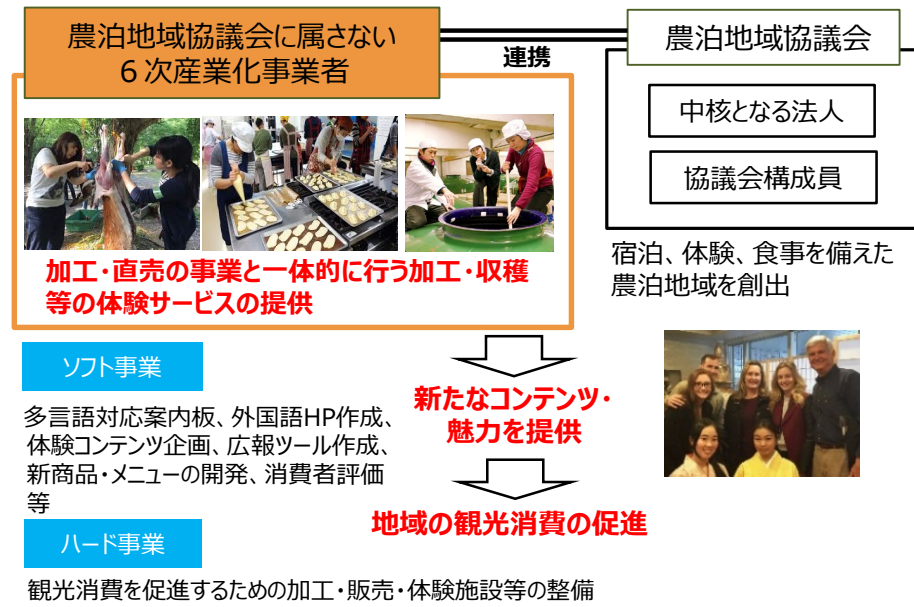 農泊地域協議会に属さない
６次産業化事業者
連携
農泊地域協議会
中核となる法人
協議会構成員
宿泊、体験、食事を備えた
農泊地域を創出
加工・直売の事業と一体的に行う加工・収穫
等の体験サービスの提供
ソフト事業
多言語対応案内板、外国語HP作成、
体験コンテンツ企画、広報ツール作成、
新商品・メニューの開発、消費者評価
等
新たなコンテンツ・
魅力を提供
地域の観光消費の促進
ハード事業
観光消費を促進するための加工・販売・体験施設等の整備